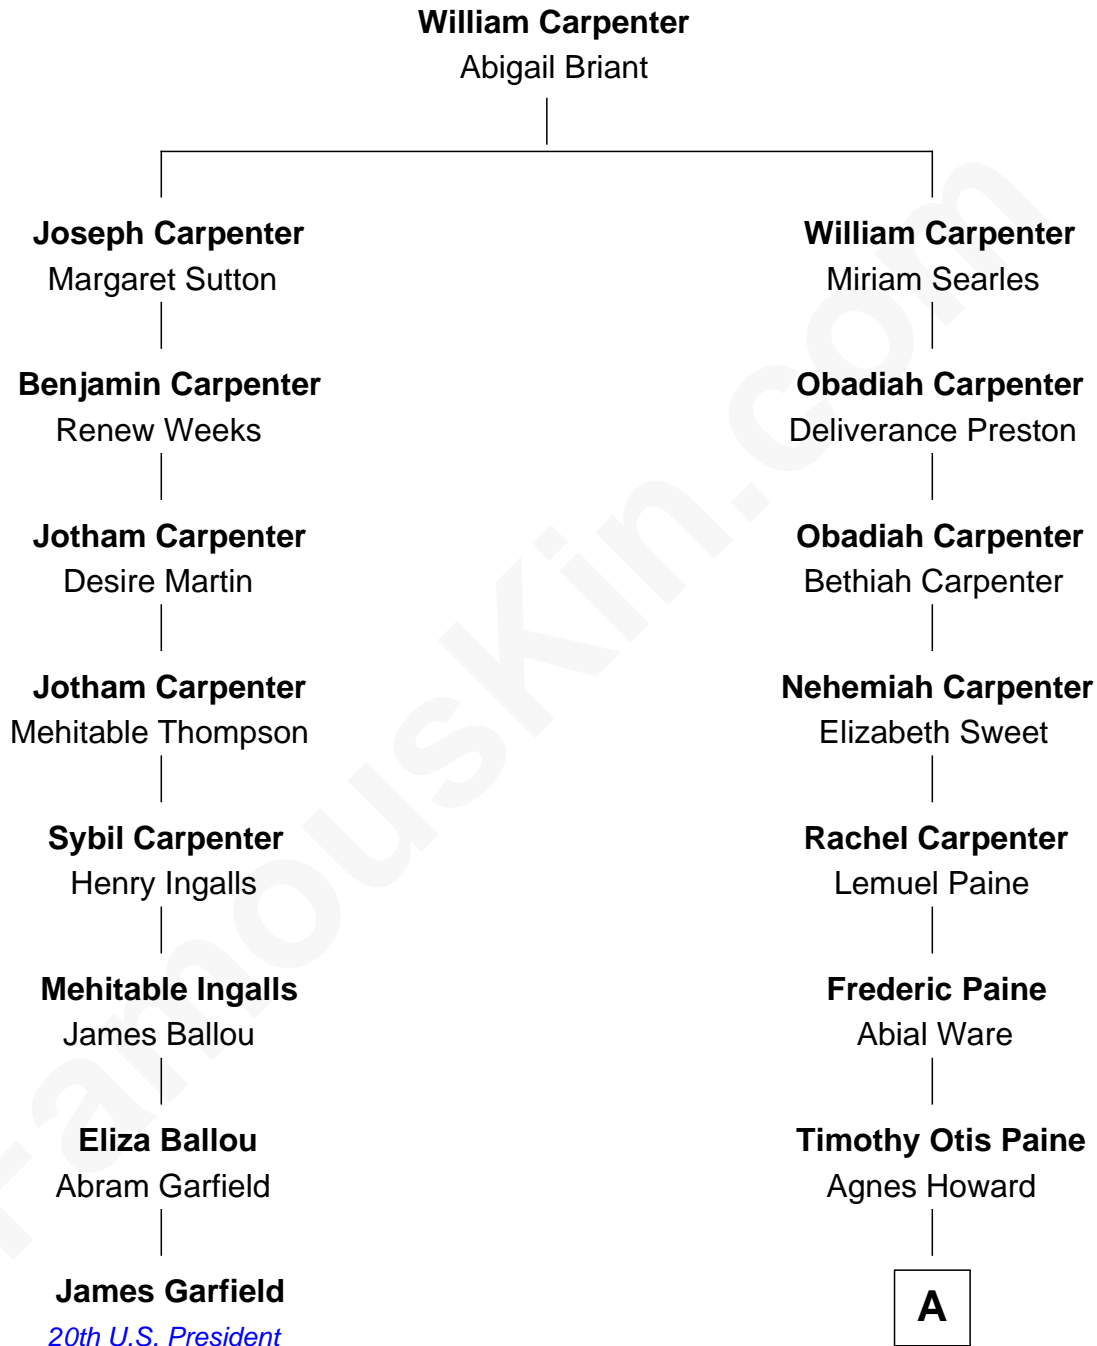 William Carpenter
Abigail Briant
Joseph Carpenter
Margaret Sutton
William Carpenter
Miriam Searles
Benjamin Carpenter
Renew Weeks
Obadiah Carpenter
Deliverance Preston
Jotham Carpenter
Desire Martin
Obadiah Carpenter
Bethiah Carpenter
Jotham Carpenter
Mehitable Thompson
Nehemiah Carpenter
Elizabeth Sweet
Sybil Carpenter
Henry Ingalls
Rachel Carpenter
Lemuel Paine
Mehitable Ingalls
James Ballou
Frederic Paine
Abial Ware
Eliza Ballou
Abram Garfield
Timothy Otis Paine
Agnes Howard
James Garfield
20th U.S. President
A
FamousKin.com